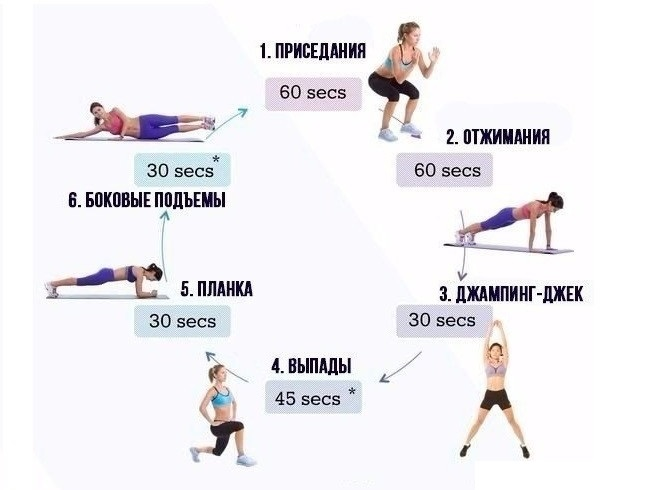 1. ПРИСЕДАНИЯ
60 secs
2. ОТЖИМАНИЯ
60 secs
3. ДЖАМПИНГ-ДЖЕК
30 secs
4. ВЫПАДЫ
45 secs *
5. ПЛАНКА
30 secs
30 secs*
6. БОКОВЫЕ ПОДЪЕМЫ